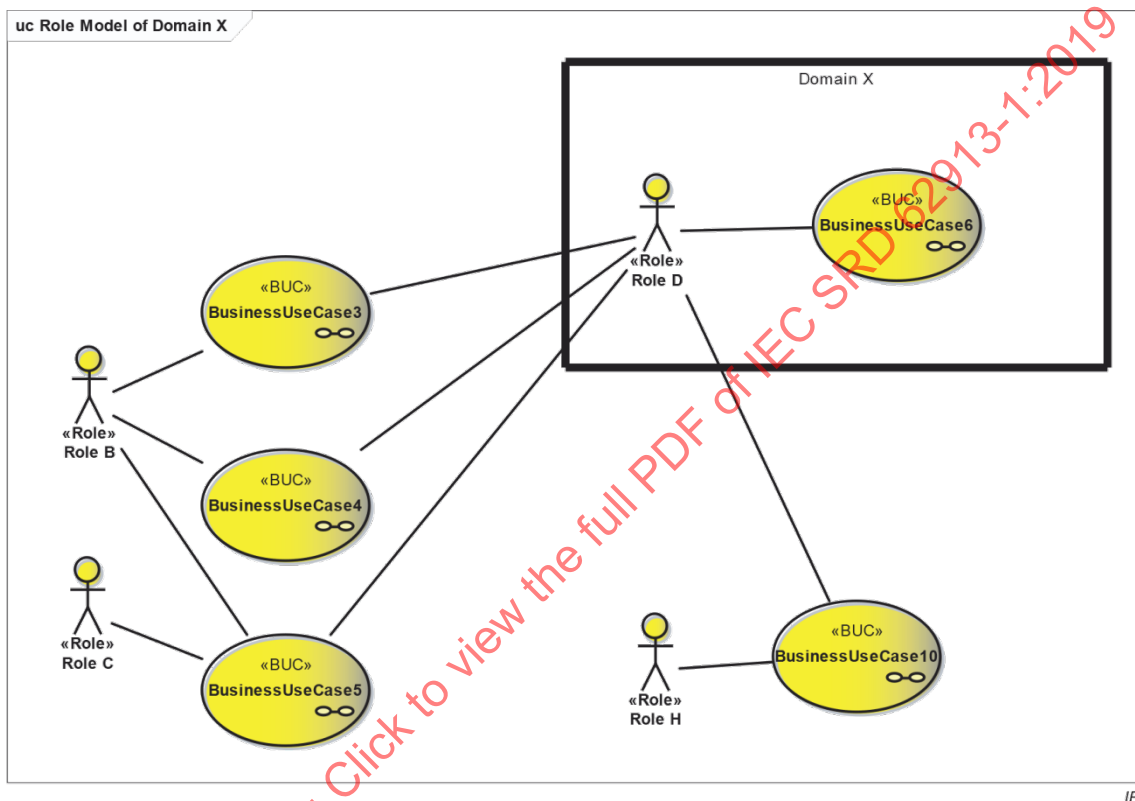 uc Role Model of Domain X
Domain X
«Role»
Role D
«BUC»
BusinessUseCase6
«BUC»
BusinessUseCase3
«Role»
Role B
«BUC»
BusinessUseCase4
«Role»
Role C
«BUC»
BusinessUseCase5
«Role»
Role H
«BUC»
BusinessUseCase10
Click to view the full PDF of IEC SRD 62913-1:2019